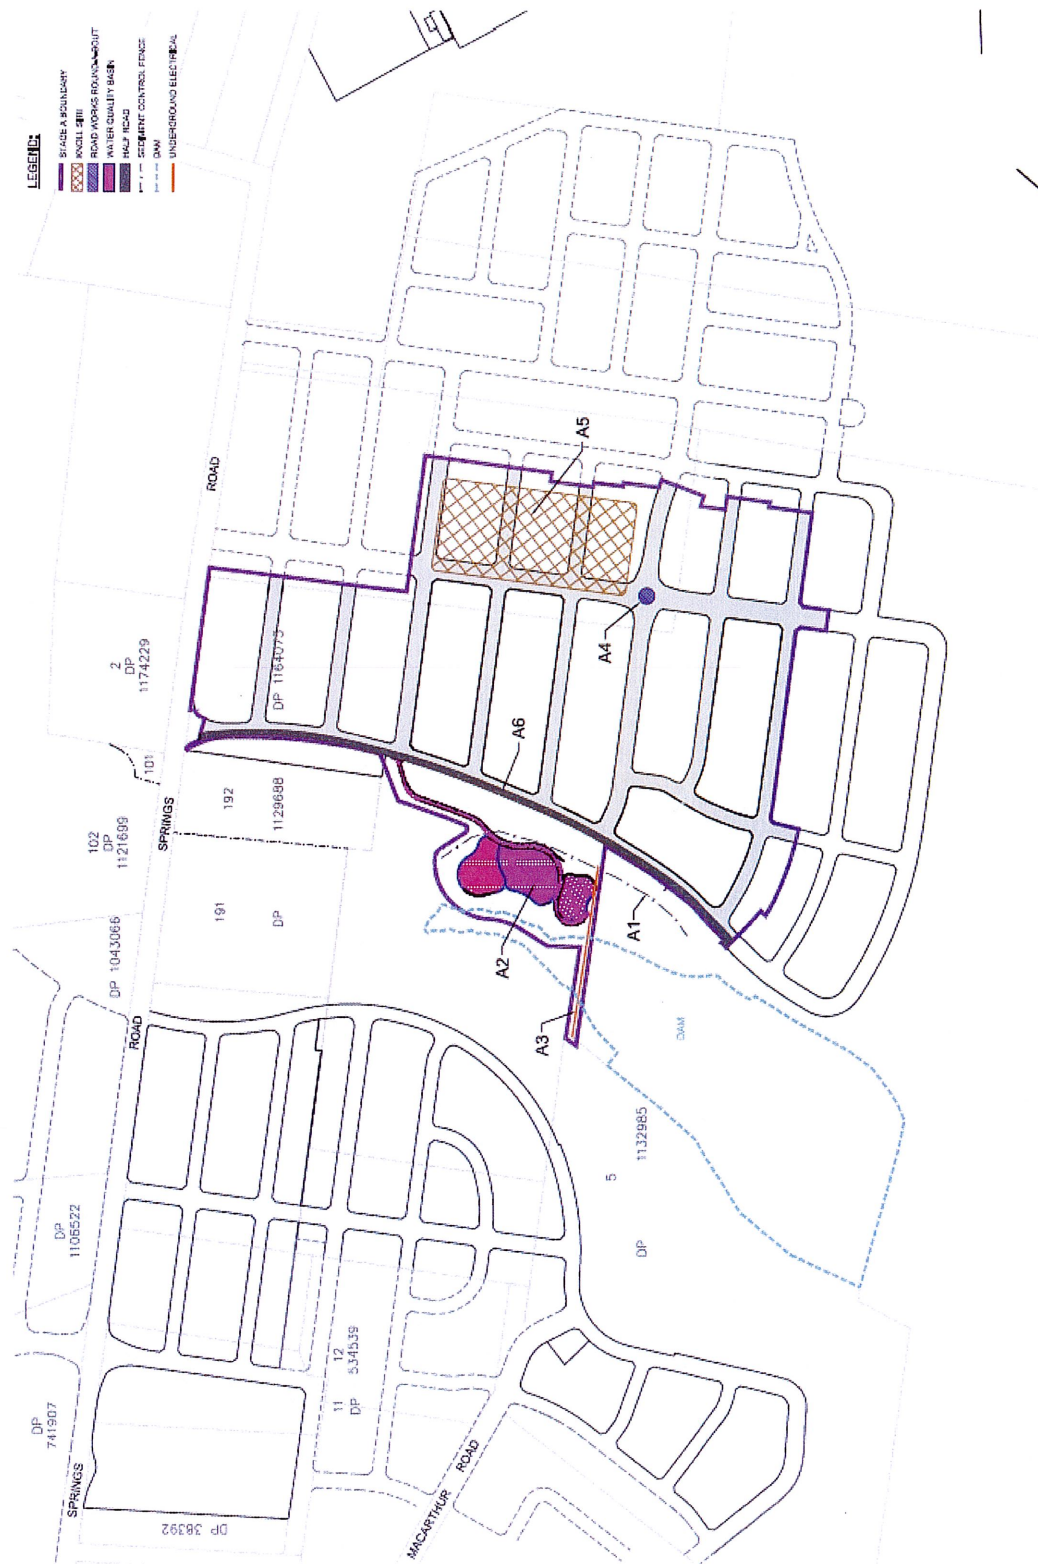 LEGEND:
STAGE A BOUNDARY
KNOLL SITE
ROAD WORKS ROUNDABOUT
WATER QUALITY BASIN
HALF ROAD
SEDIMENT CONTROL FENCE
DAM
UNDERGROUND ELECTRICAL
ROAD
2
DP
1174229
DP 1164073
101
SPRINGS
102
DP
1121699
192
1129688
191
DP
DP 1043066
ROAD
A5
A4
A6
A1
A2
A3
DAM
5
1132985
DP
DP
1106522
12
534539
11
DP
DP
741907
SPRINGS
DP 38392
MACARTHUR
ROAD